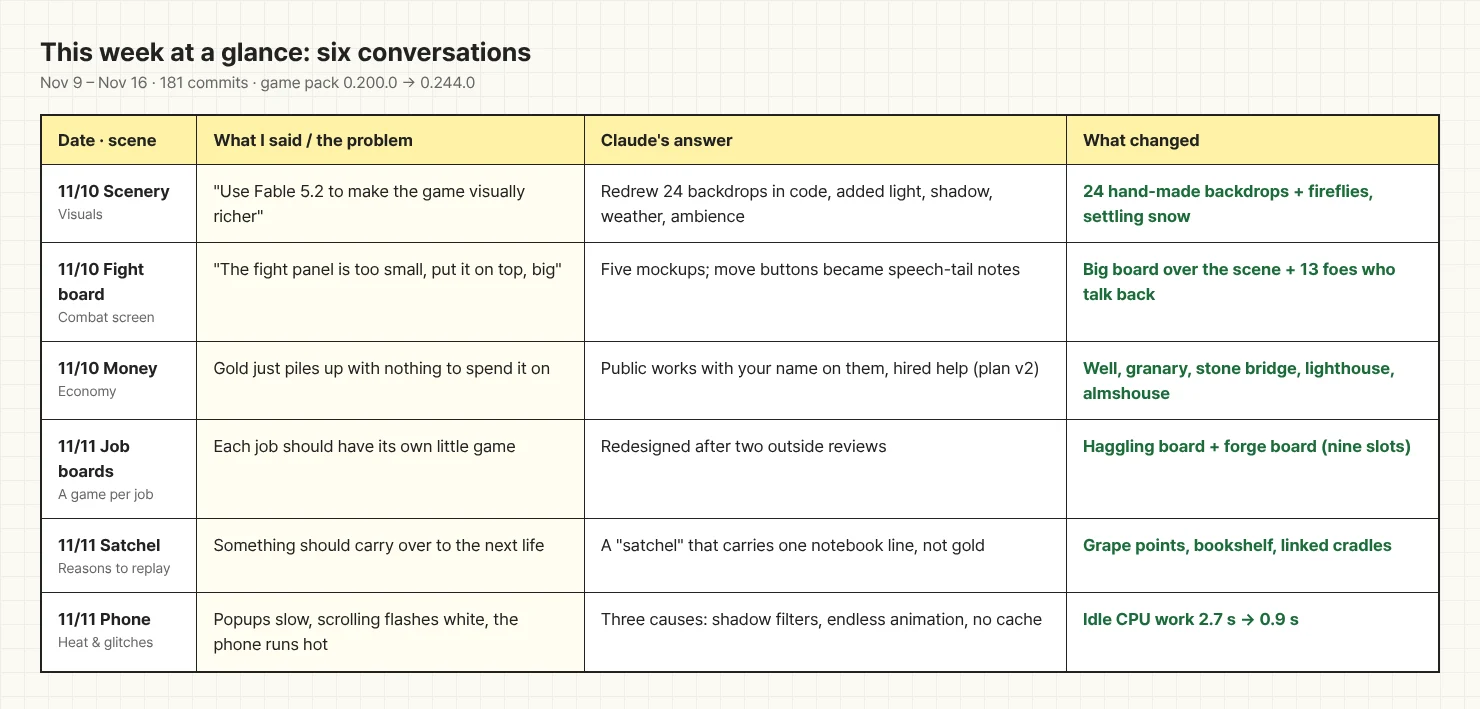 This week at a glance: six conversations
Nov 9 – Nov 16 · 181 commits · game pack 0.200.0 → 0.244.0
Date · scene
What I said / the problem
Claude's answer
What changed
11/10 Scenery
Visuals
"Use Fable 5.2 to make the game visually
richer"
Redrew 24 backdrops in code, added light, shadow,
weather, ambience
24 hand-made backdrops + fireflies,
settling snow
11/10 Fight
board
Combat screen
"The fight panel is too small, put it on top, big"
Five mockups; move buttons became speech-tail notes
Big board over the scene + 13 foes who
talk back
11/10 Money
Economy
Gold just piles up with nothing to spend it on
Public works with your name on them, hired help (plan v2)
Well, granary, stone bridge, lighthouse,
almshouse
11/11 Job
boards
A game per job
Each job should have its own little game
Redesigned after two outside reviews
Haggling board + forge board (nine slots)
11/11 Satchel
Reasons to replay
Something should carry over to the next life
A "satchel" that carries one notebook line, not gold
Grape points, bookshelf, linked cradles
11/11 Phone
Heat & glitches
Popups slow, scrolling flashes white, the
phone runs hot
Three causes: shadow filters, endless animation, no cache
Idle CPU work 2.7 s → 0.9 s